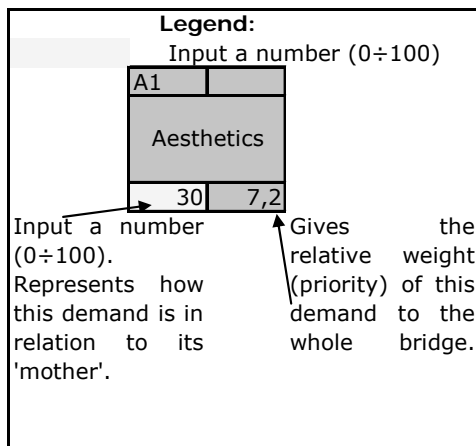 Legend:
Input a number (0÷100)
A1
Aesthetics
30 7,2
Input a number
(0÷100).
Represents how
this demand is in
relation to its
'mother'.
Gives the
relative weight
(priority) of this
demand to the
whole bridge.